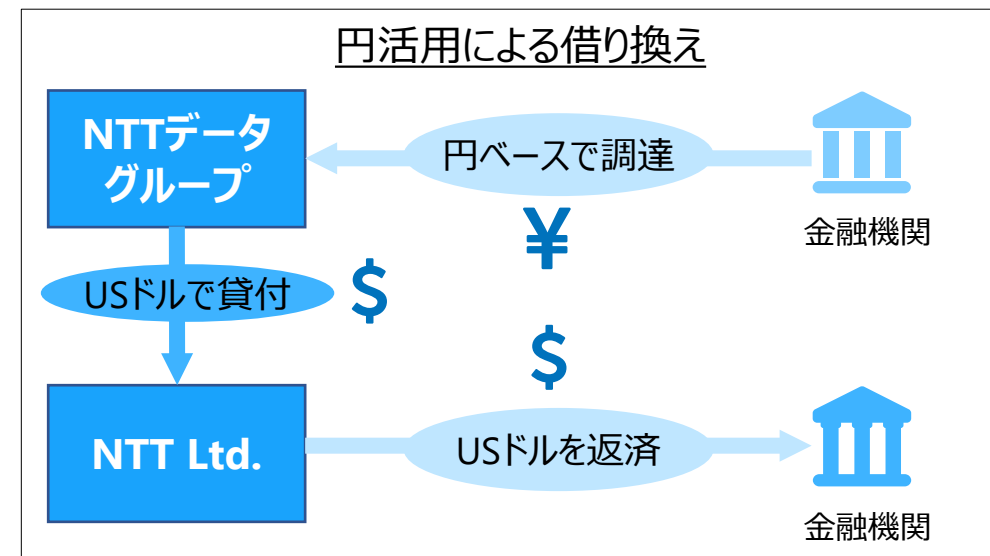 円活用による借り換え
NTTデータ
グループ
円ベースで調達
金融機関
¥
USドルで貸付
$
$
NTT Ltd.
USドルを返済
金融機関